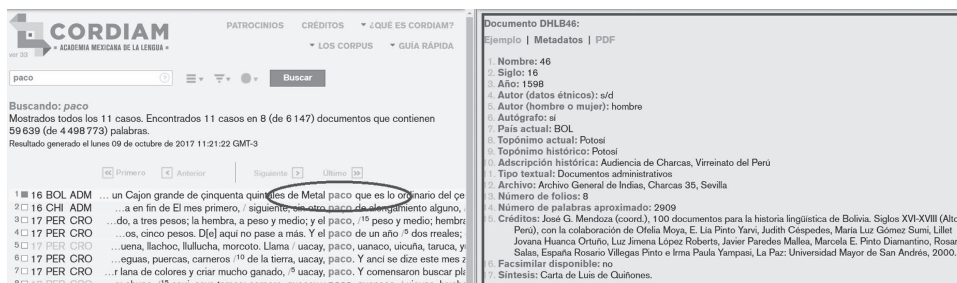 CORDIAM
ACADEMIA MEXICANA DE LA LENGUA
PATROCINIOS CRÉDITOS ¿QUÉ ES CORDIAM?
LOS CORPUS GUÍA RÁPIDA
paco
Buscar
Buscando: paco
Mostrados todos los 11 casos. Encontrados 11 casos en 8 (de 6 147) documentos que contienen
59 639 (de 4 498 773) palabras.
Resultado generado el lunes 09 de octubre de 2017 11:21:22 GMT-3
Primero Anterior Siguiente Último
1 16 BOL ADM … un Cajon grande de çinquenta quintales de Metal paco que es lo ordinario del çe
2 16 CHI ADM …a en fin de El mes primero, / siguiente, sin otro paco de elongamiento alguno,
3 17 PER CRO …do, a tres pesos; la hembra, a peso y medio; y el paco, /15 peso y medio; hembra
4 17 PER CRO …os, cinco pesos. D[e] aquí no pase a más. Y el paco de un año /5 dos reales;
5 17 PER CRO …uena, llachoc, llullucha, morocto. Llama / uacay, paco, uanaco, uicuña, taruca, y
6 17 PER CRO …eguas, puercas, carneros /10 de la tierra, uacay, paco. Y ancí se dize este mes z
7 17 PER CRO …r lana de colores y criar mucho ganado, /5 uacay, paco. Y comensaron buscar pla
8 17 PER CRO
Documento DHLB46:
Ejemplo | Metadatos | PDF
1. Nombre: 46
2. Siglo: 16
3. Año: 1598
4. Autor (datos étnicos): s/d
5. Autor (hombre o mujer): hombre
6. Autógrafo: sí
7. País actual: BOL
8. Topónimo actual: Potosí
9. Topónimo histórico: Potosí
10. Adscripción histórica: Audiencia de Charcas, Virreinato del Perú
11. Tipo textual: Documentos administrativos
12. Archivo: Archivo General de Indias, Charcas 35, Sevilla
13. Número de folios: 8
14. Número de palabras aproximado: 2909
15. Créditos: José G. Mendoza (coord.), 100 documentos para la historia lingüística de Bolivia. Siglos XVI-XVIII (Alto
Perú), con la colaboración de Ofelia Moya, E. Lía Pinto Yarvi, Judith Céspedes, María Luz Gómez Sumi, Lillet
Jovana Huanca Ortuño, Luz Jimena López Roberts, Javier Paredes Mallea, Marcela E. Pinto Diamantino, Rosar
Salas, España Rosario Villegas Pinto e Irma Paula Yampasi, La Paz: Universidad Mayor de San Andrés, 2000.
16. Facsimilar disponible: no
17. Síntesis: Carta de Luis de Quiñones.